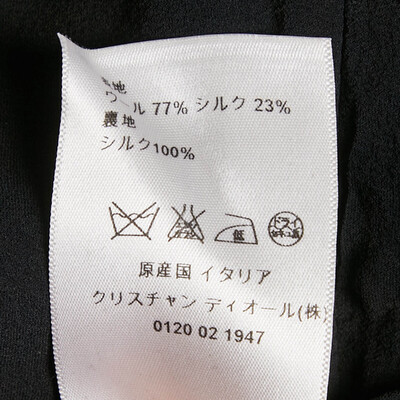 表地
ウール 77% シルク 23%
裏地
シルク100%
低
ドライ
原産国 イタリア
クリスチャン ディオール(株)
0120 02 1947